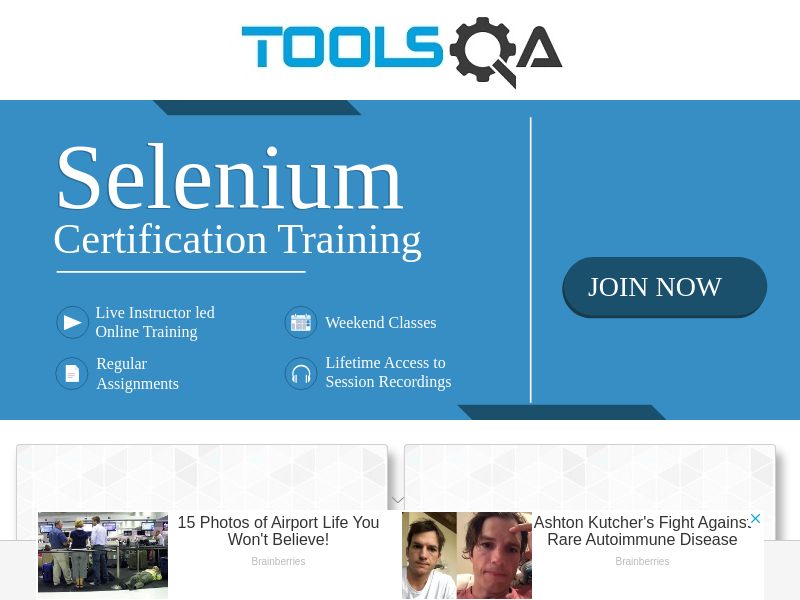 TOOLSQA
Selenium
Certification Training
Live Instructor led
Online Training
Weekend Classes
Regular
Assignments
Lifetime Access to
Session Recordings
JOIN NOW
15 Photos of Airport Life You
Won't Believe!
Brainberries
Ashton Kutcher's Fight Against
Rare Autoimmune Disease
Brainberries